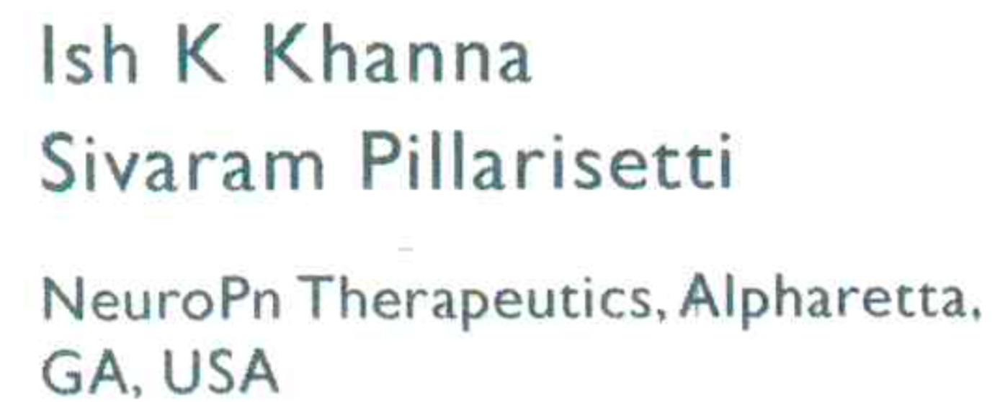 Ish K Khanna
Sivaram Pillarisetti
NeuroPn Therapeutics, Alpharetta,
GA, USA